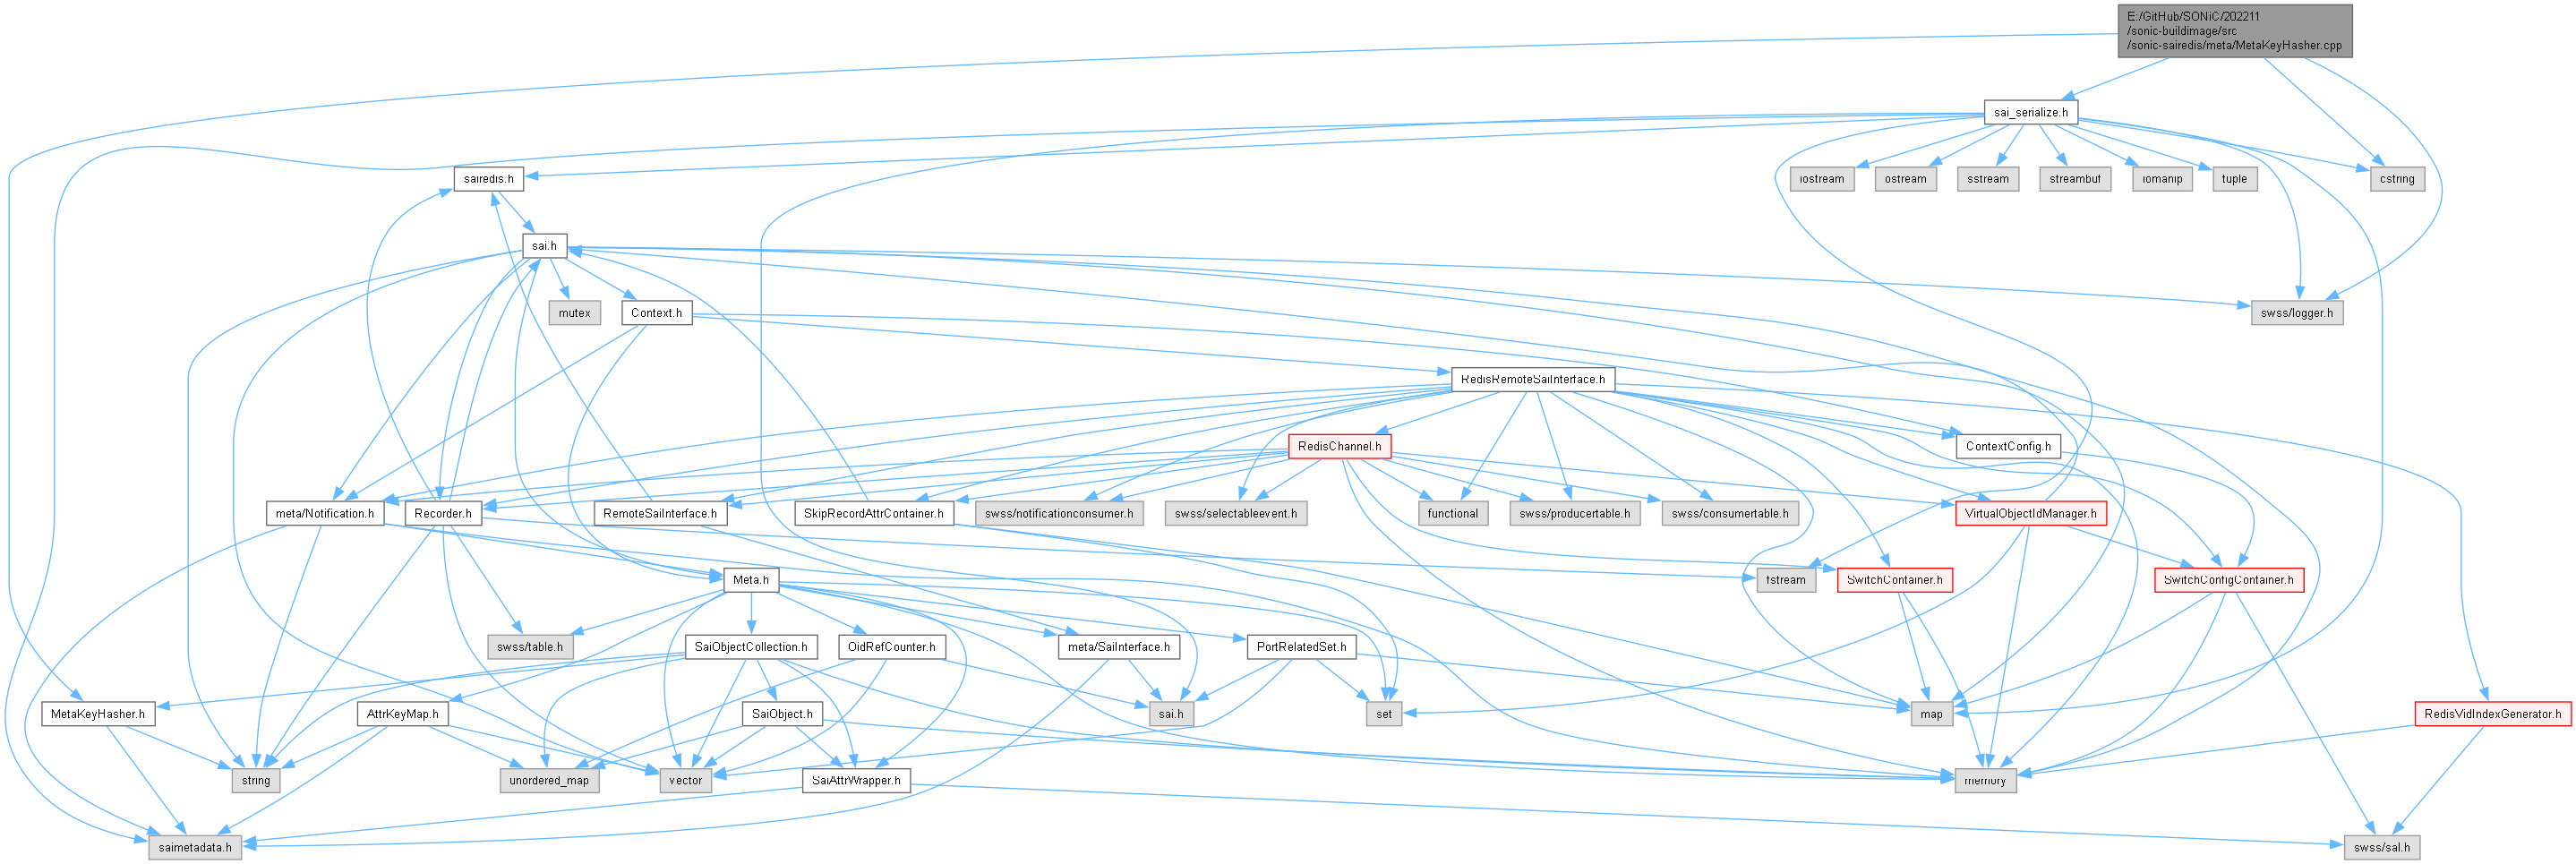 E:/GitHub/SONiC/202211
/sonic-buildimage/src
/sonic-sairedis/meta/MetaKeyHasher.cpp
sai_serialize.h
sairedis.h
iostream
ostream
sstream
streambuf
iomanip
tuple
cstring
sai.h
mutex
Context.h
swss/logger.h
RedisRemoteSaiInterface.h
RedisChannel.h
ContextConfig.h
meta/Notification.h
Recorder.h
RemoteSaiInterface.h
SkipRecordAttrContainer.h
swss/notificationconsumer.h
swss/selectableevent.h
functional
swss/producertable.h
swss/consumertable.h
VirtualObjectIdManager.h
Meta.h
fstream
SwitchContainer.h
SwitchConfigContainer.h
swss/table.h
SaiObjectCollection.h
OidRefCounter.h
meta/SaiInterface.h
PortRelatedSet.h
MetaKeyHasher.h
AttrKeyMap.h
SaiObject.h
sai.h
set
map
RedisVidIndexGenerator.h
string
unordered_map
vector
SaiAttrWrapper.h
memory
saimetadata.h
swss/sal.h